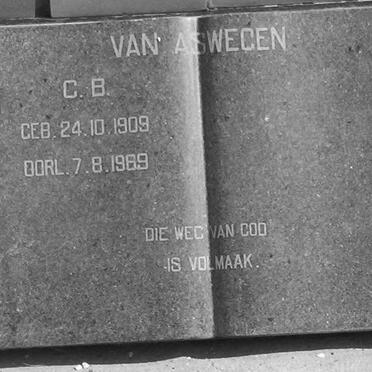 VAN ASWEGEN
C. B.
GEB. 24.10.1909
OORL. 7.8.1969
DIE WEG VAN GOD
IS VOLMAAK.